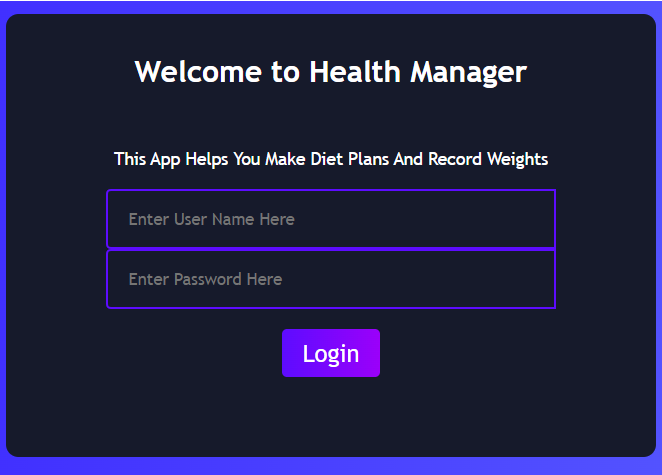 Welcome to Health Manager
This App Helps You Make Diet Plans And Record Weights
Enter User Name Here
Enter Password Here
Login